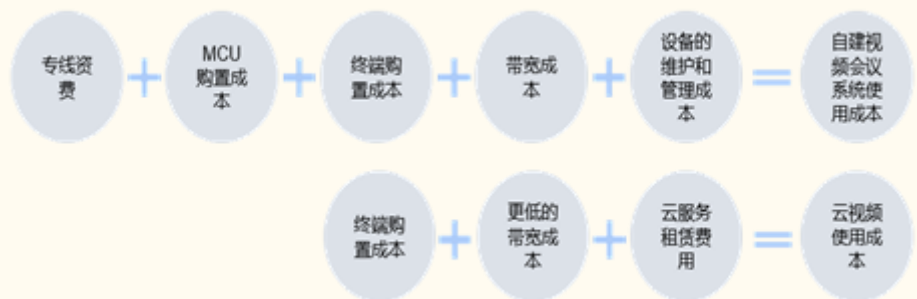 专线资
费
+
MCU
购置成
本
+
终端购
置成本
+
带宽成
本
+
设备的
维护和
管理成
本
=
自建视
频会议
系统使
用成本
终端购
置成本
+
更低的
带宽成
本
+
云服务
租赁费
用
=
云视频
使用成
本